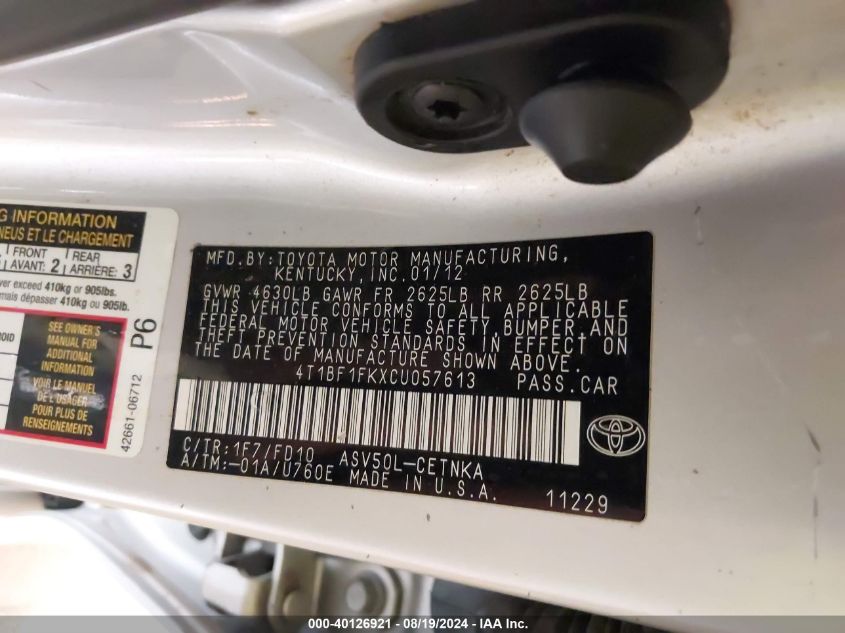 G INFORMATION
NEUS ET LE CHARGEMENT
FRONT
AVANT: 2
REAR
ARRIÈRE: 3
ver exceed 410kg or 905lbs.
mais dépasser 410kg ou 905lb.
SEE OWNER'S
MANUAL FOR
ADDITIONAL
INFORMATION
VOIR LE MANUEL
DE L'USAGER
POUR PLUS DE
RENSEIGNEMENTS
P6
42661-06712
MFD.BY:TOYOTA MOTOR MANUFACTURING,
KENTUCKY,INC.01/12
GVWR 4630LB GAWR FR 2625LB RR 2625LB
THIS VEHICLE CONFORMS TO ALL APPLICABLE
FEDERAL MOTOR VEHICLE SAFETY,BUMPER,AND
THEFT PREVENTION STANDARDS IN EFFECT ON
THE DATE OF MANUFACTURE SHOWN ABOVE.
4T1BF1FKXCU057613 PASS.CAR
C/TR:1F7/FD10 ASV50L-CETNKA
A/TM:-01A/U760E MADE IN U.S.A.
11229
000-40126921 - 08/19/2024 - IAA Inc.